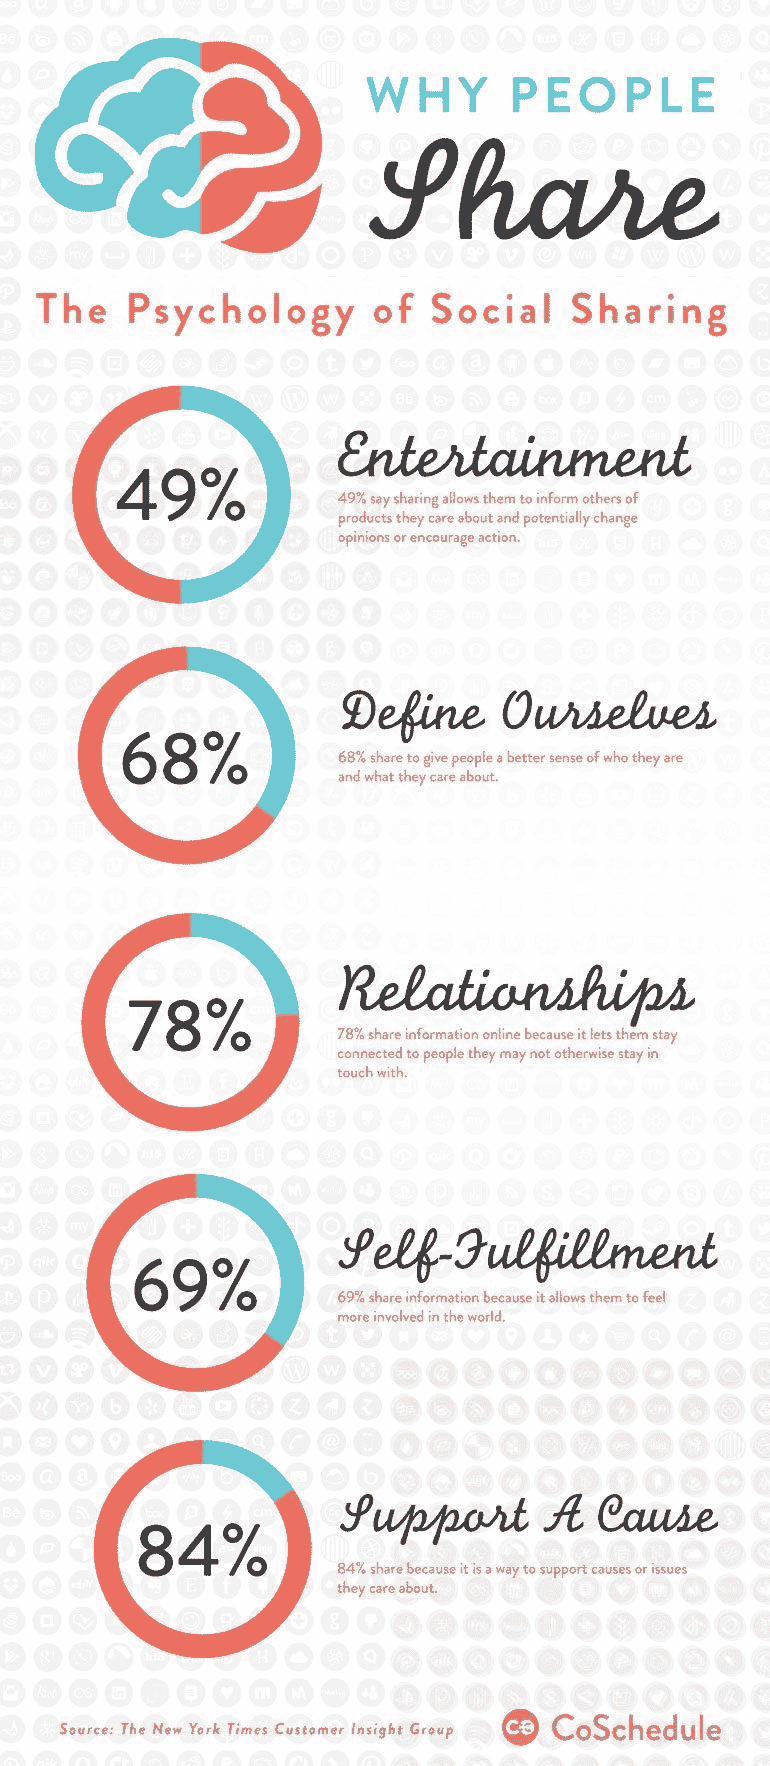 WHY PEOPLE
Share
The Psychology of Social Sharing
49%
Entertainment
49% say sharing allows them to inform others of
products they care about and potentially change
opinions or encourage action.
68%
Define Ourselves
68% share to give people a better sense of who they are
and what they care about.
78%
Relationships
78% share information online because it lets them stay
connected to people they may not otherwise stay in
touch with.
69%
Self-Fulfillment
69% share information because it allows them to feel
more involved in the world.
84%
Support A Cause
84% share because it is a way to support causes or issues
they care about.
Source: The New York Times Customer Insight Group
CoSchedule